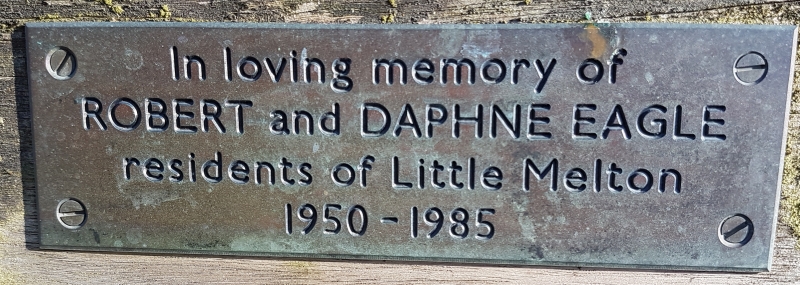 In loving memory of
ROBERT and DAPHNE EAGLE
residents of Little Melton
1950 - 1985